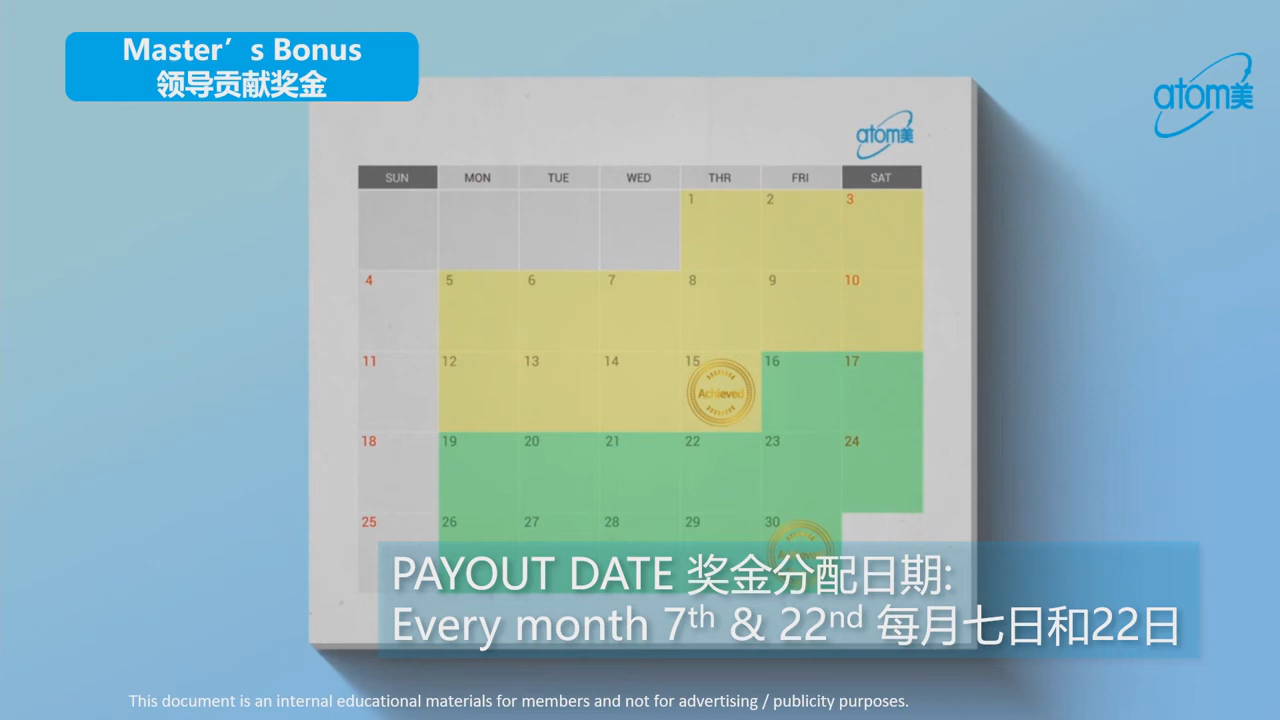 Master’s Bonus
领导贡献奖金
atom美
atom美
SUN MON TUE WED THR FRI SAT
1 2 3
4 5 6 7 8 9 10
11 12 13 14 15 16 17
Achieved
18 19 20 21 22 23 24
25 26 27 28 29 30
Achieved
PAYOUT DATE 奖金分配日期:
Every month 7th & 22nd 每月七日和22日
This document is an internal educational materials for members and not for advertising / publicity purposes.